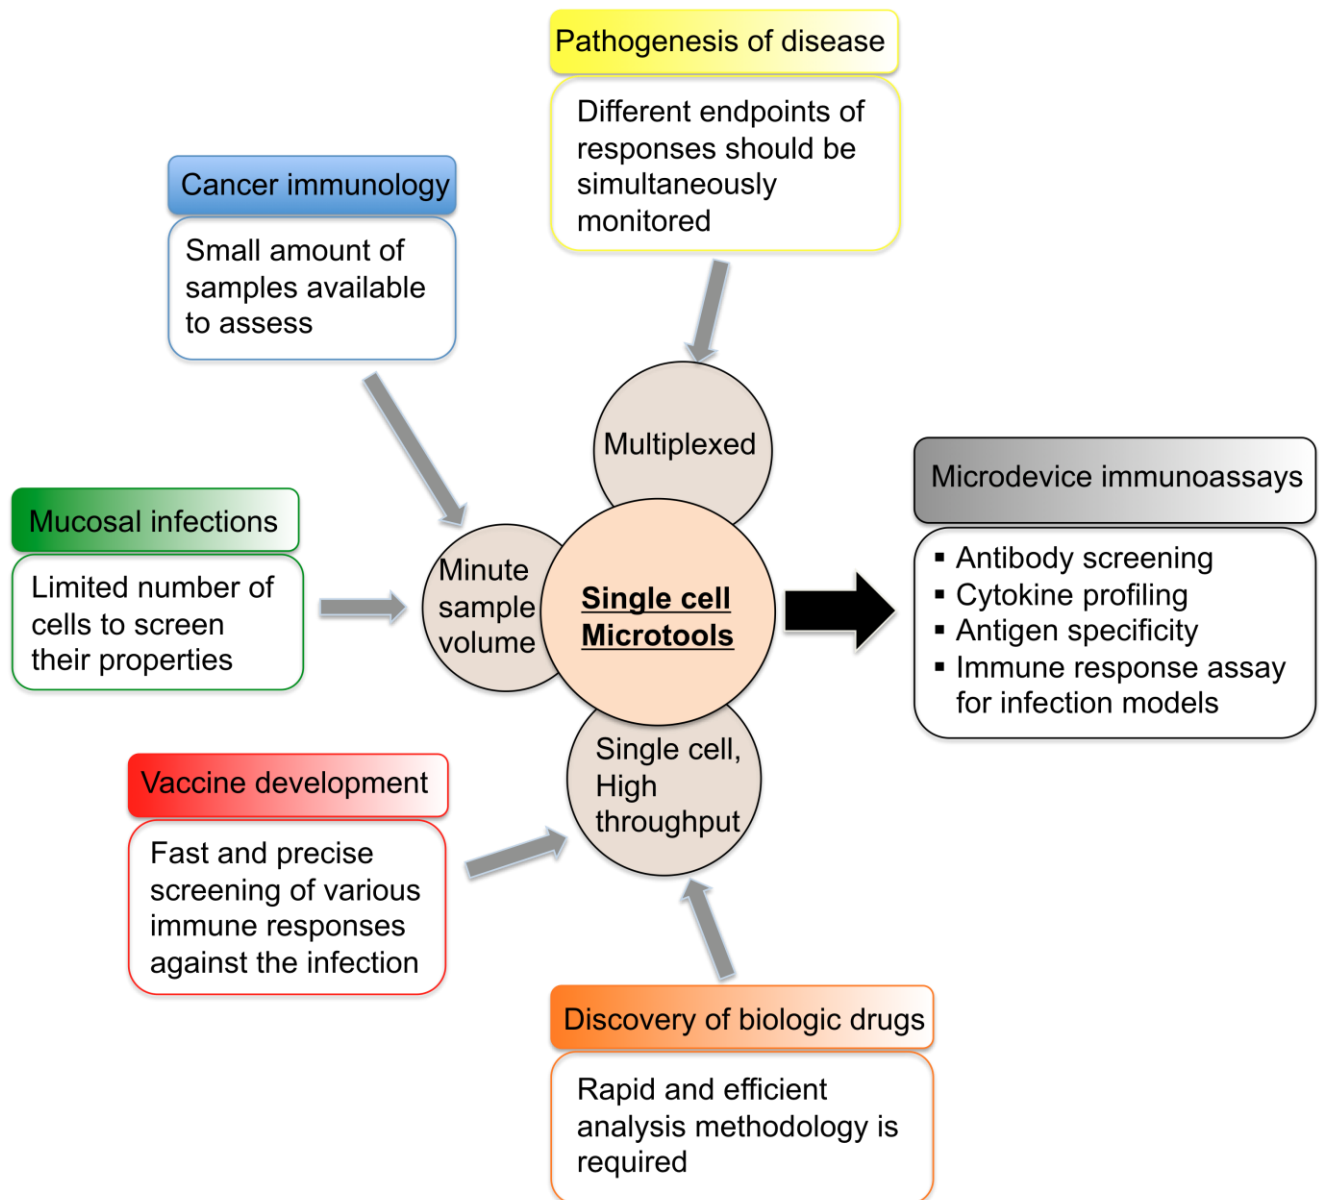 Pathogenesis of disease
Different endpoints of
responses should be
simultaneously
monitored
Cancer immunology
Small amount of
samples available
to assess
Mucosal infections
Limited number of
cells to screen
their properties
Multiplexed
Minute
sample
volume
Single cell
Microtools
Single cell,
High
throughput
Microdevice immunoassays
▪ Antibody screening
▪ Cytokine profiling
▪ Antigen specificity
▪ Immune response assay
for infection models
Vaccine development
Fast and precise
screening of various
immune responses
against the infection
Discovery of biologic drugs
Rapid and efficient
analysis methodology is
required